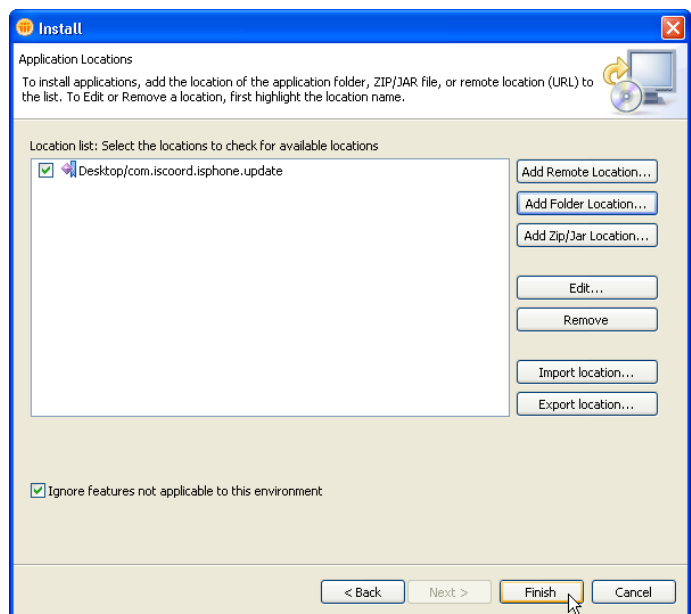 Install
Application Locations
To install applications, add the location of the application folder, ZIP/JAR file, or remote location (URL) to
the list. To Edit or Remove a location, first highlight the location name.
Location list: Select the locations to check for available locations
Desktop/com.iscoord.isphone.update
Add Remote Location...
Add Folder Location...
Add Zip/Jar Location...
Edit...
Remove
Import location...
Export location...
Ignore features not applicable to this environment
< Back
Next >
Finish
Cancel